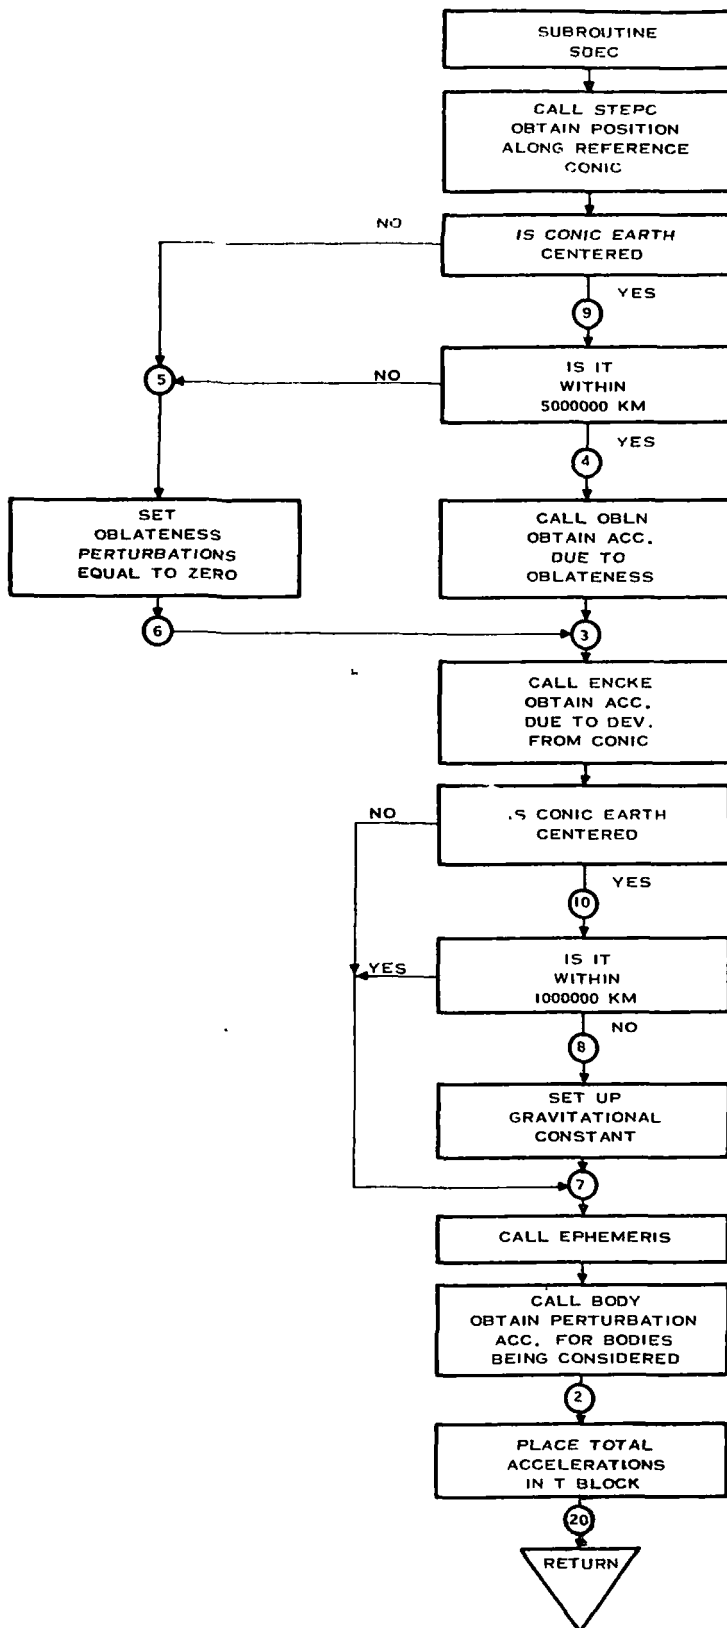 SUBROUTINE
SDEC
CALL STEPC
OBTAIN POSITION
ALONG REFERENCE
CONIC
NO
IS CONIC EARTH
CENTERED
YES
9
5
NO
IS IT
WITHIN
5000000 KM
YES
4
SET
OBLATENESS
PERTURBATIONS
EQUAL TO ZERO
CALL OBLN
OBTAIN ACC.
DUE TO
OBLATENESS
6
3
CALL ENCKE
OBTAIN ACC.
DUE TO DEV.
FROM CONIC
NO
IS CONIC EARTH
CENTERED
YES
10
YES
IS IT
WITHIN
1000000 KM
NO
8
SET UP
GRAVITATIONAL
CONSTANT
7
CALL EPHEMERIS
CALL BODY
OBTAIN PERTURBATION
ACC. FOR BODIES
BEING CONSIDERED
2
PLACE TOTAL
ACCELERATIONS
IN T BLOCK
20
RETURN